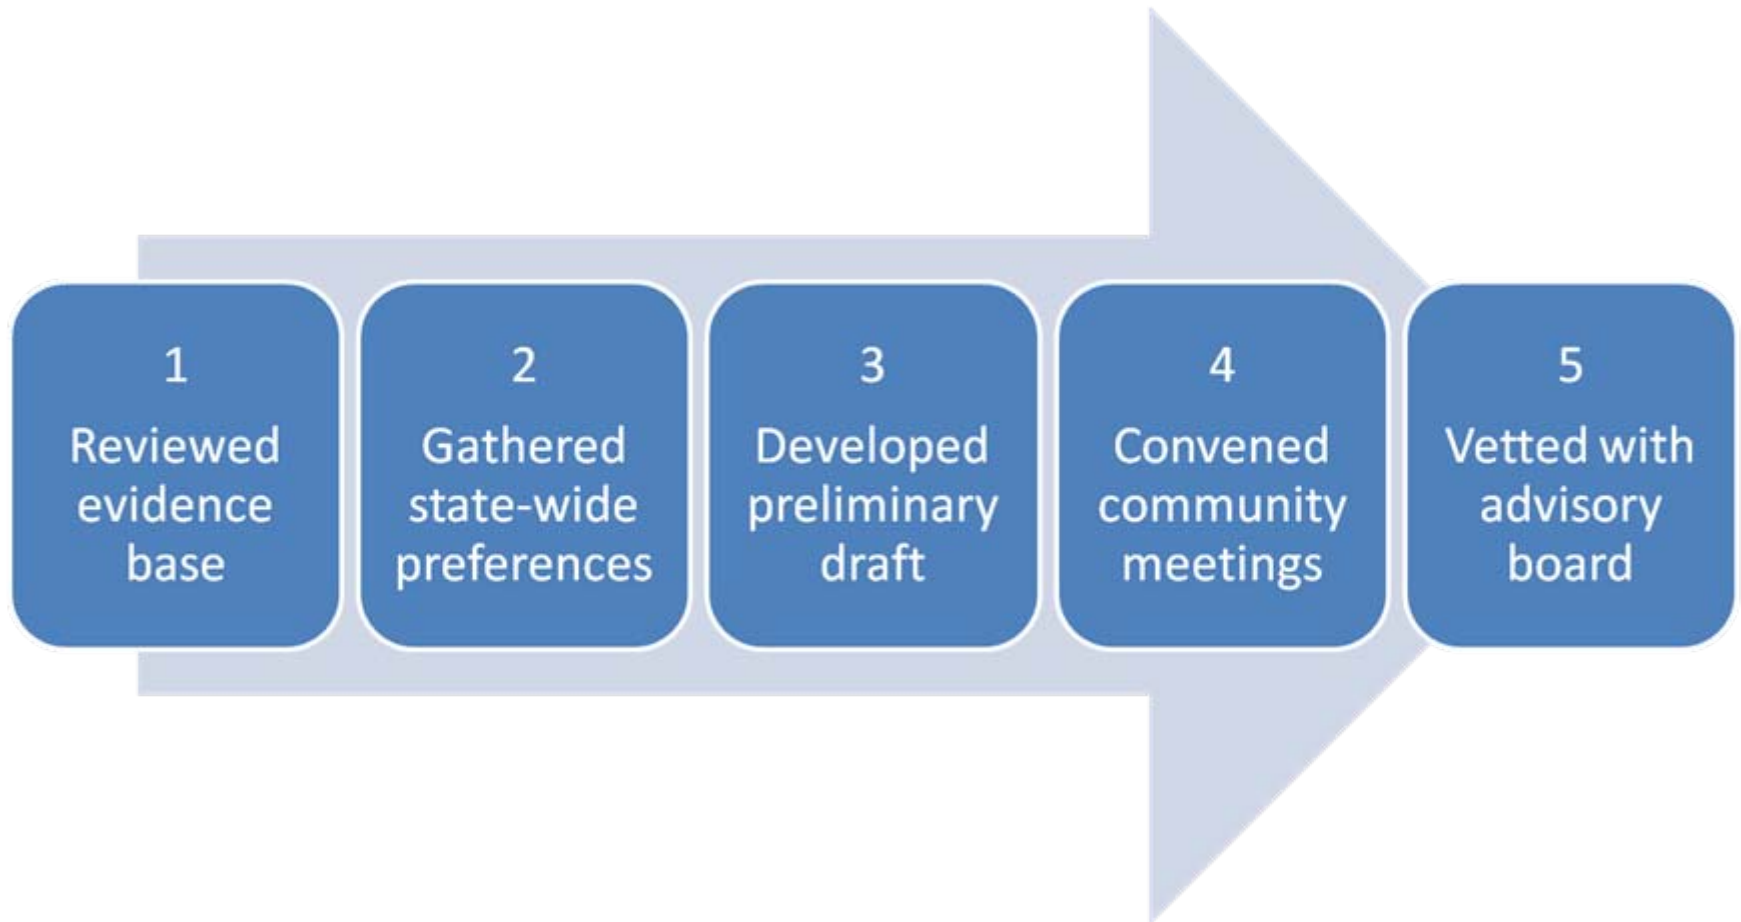 1
Reviewed
evidence
base
2
Gathered
state-wide
preferences
3
Developed
preliminary
draft
4
Convened
community
meetings
5
Vetted with
advisory
board